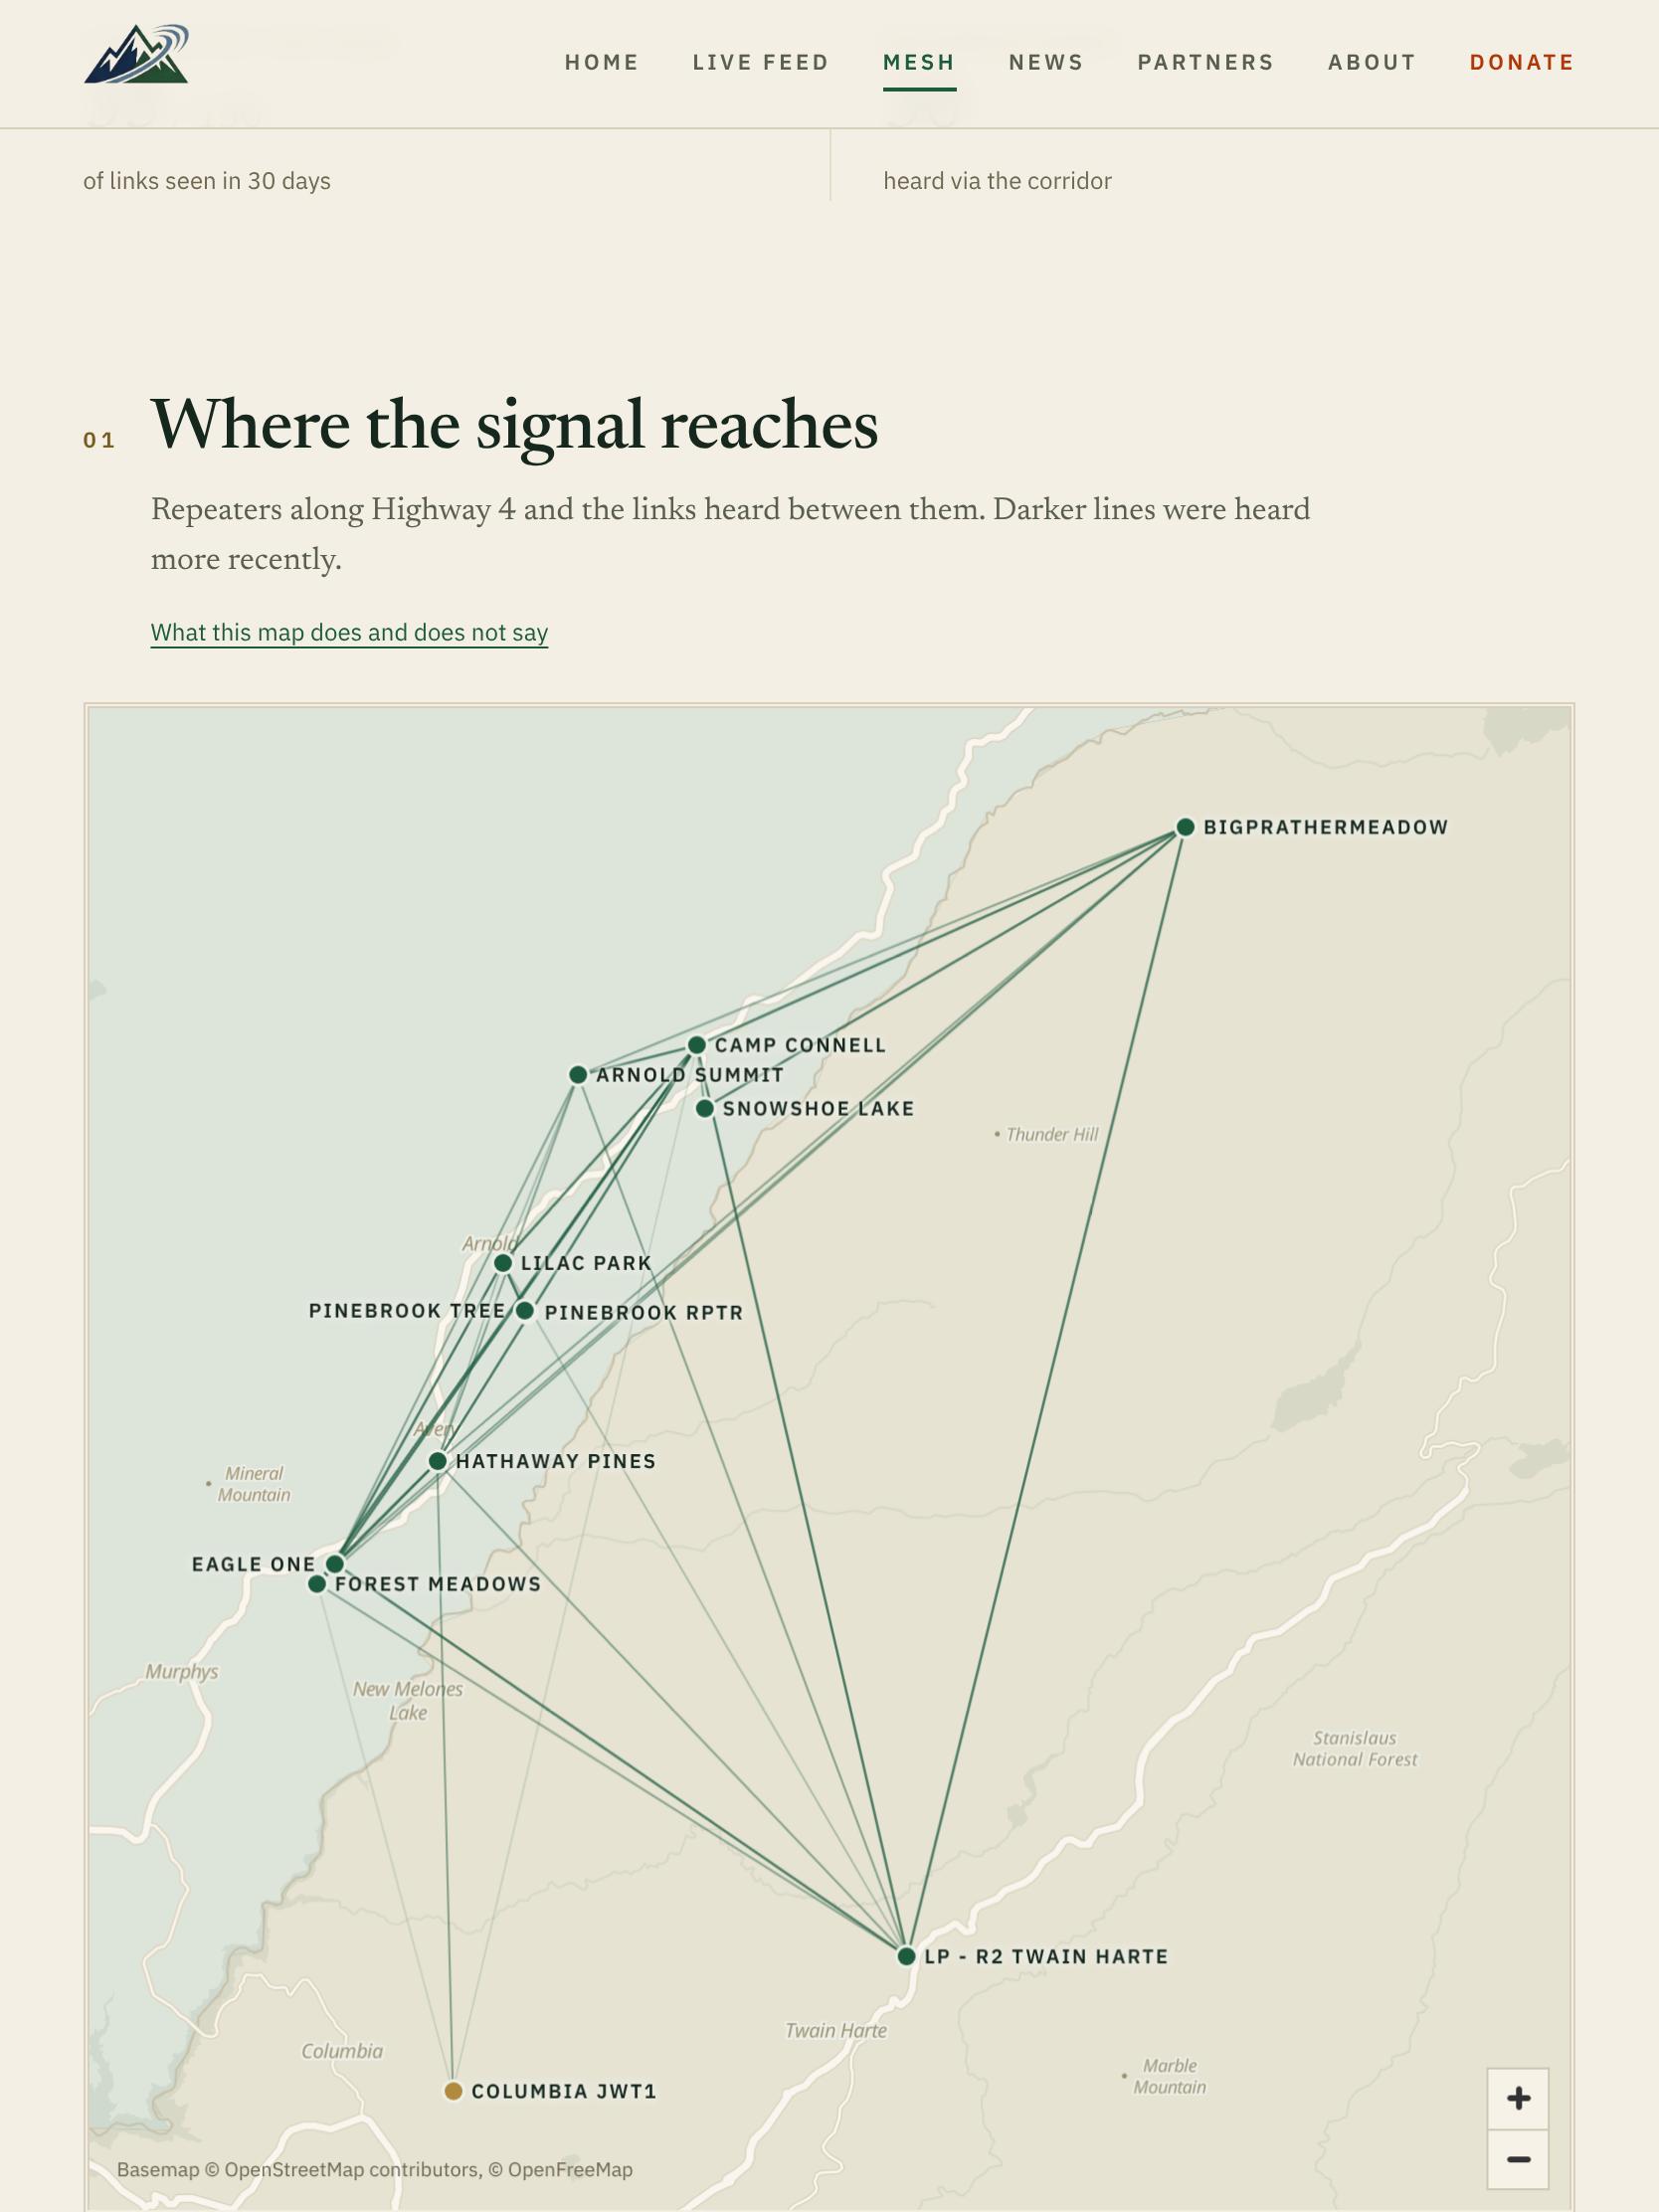 HOME LIVE FEED MESH NEWS PARTNERS ABOUT DONATE
of links seen in 30 days
heard via the corridor
01
Where the signal reaches
Repeaters along Highway 4 and the links heard between them. Darker lines were heard
more recently.
What this map does and does not say
BIGPRATHERMEADOW
CAMP CONNELL
ARNOLD SUMMIT
SNOWSHOE LAKE
Thunder Hill
Arnold
LILAC PARK
PINEBROOK TREE
PINEBROOK RPTR
Avery
HATHAWAY PINES
Mineral
Mountain
EAGLE ONE
FOREST MEADOWS
Murphys
New Melones
Lake
Stanislaus
National Forest
LP - R2 TWAIN HARTE
Twain Harte
Columbia
Marble
Mountain
COLUMBIA JWT1
+
−
Basemap © OpenStreetMap contributors, © OpenFreeMap